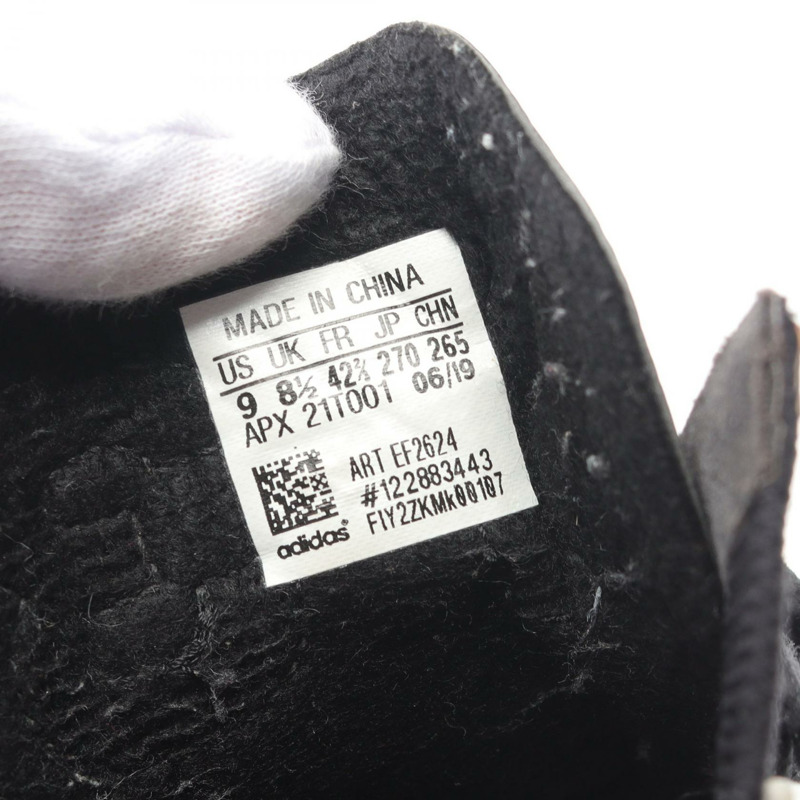 MADE IN CHINA
US UK FR JP CHN
9 8½ 42⅔ 270 265
APX 21T001 06/19
ART EF2624
#122883443
F1Y2ZKMk00107
adidas®